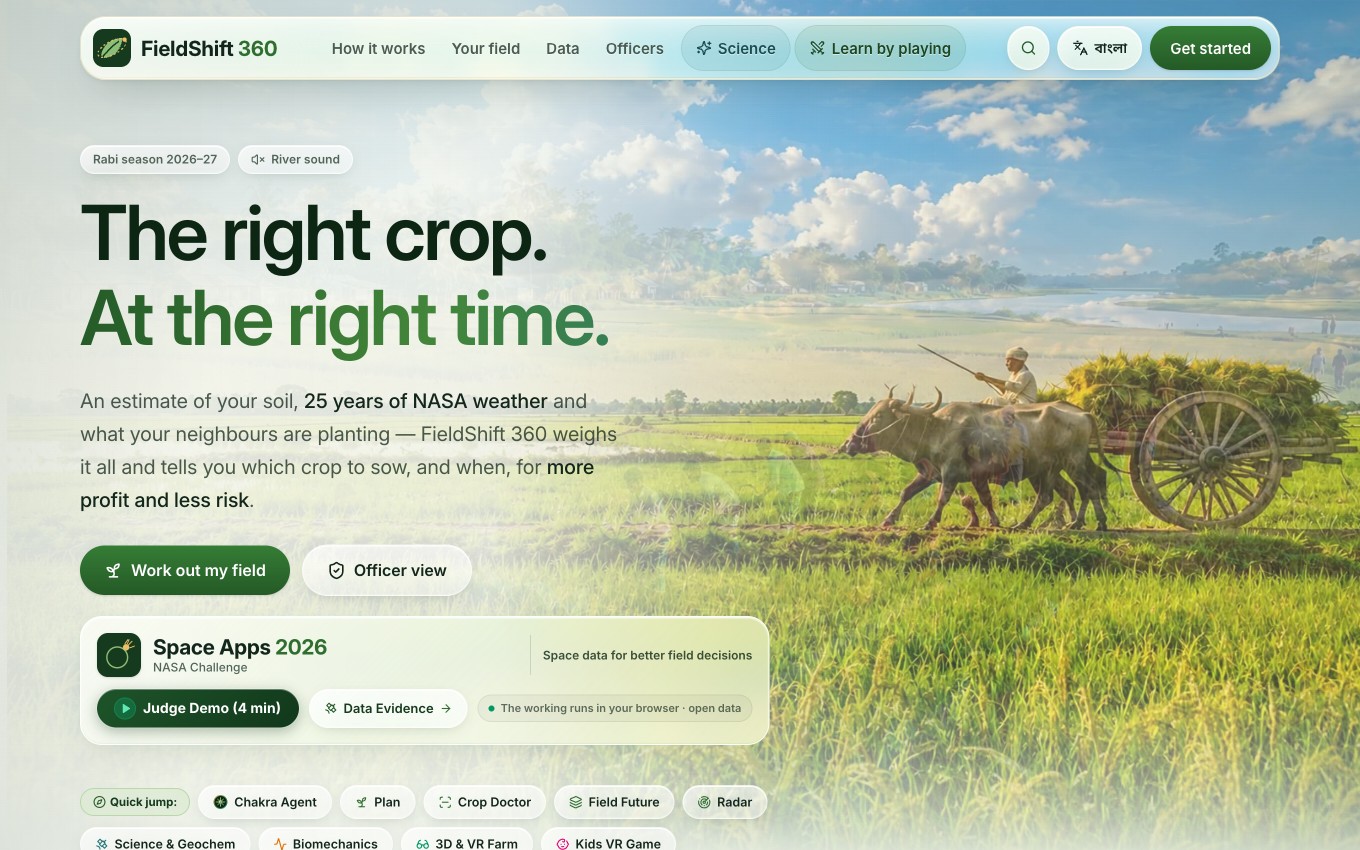 FieldShift 360
How it works
Your field
Data
Officers
Science
Learn by playing
বাংলা
Get started
Rabi season 2026–27
River sound
The right crop.
At the right time.
An estimate of your soil, 25 years of NASA weather and
what your neighbours are planting — FieldShift 360 weighs
it all and tells you which crop to sow, and when, for more
profit and less risk.
Work out my field
Officer view
Space Apps 2026
NASA Challenge
Space data for better field decisions
Judge Demo (4 min)
Data Evidence →
The working runs in your browser · open data
Quick jump:
Chakra Agent
Plan
Crop Doctor
Field Future
Radar
Science & Geochem
Biomechanics
3D & VR Farm
Kids VR Game